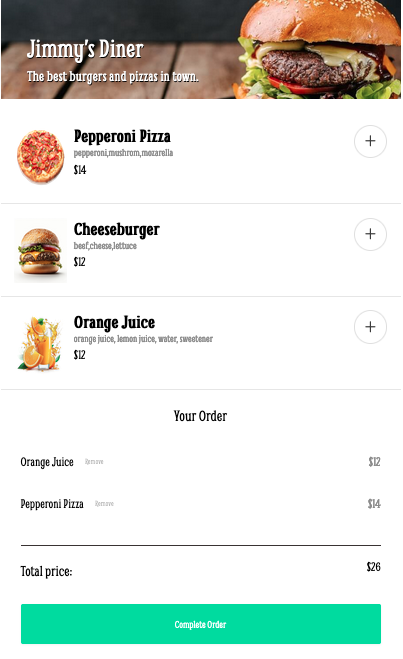 Jimmy's Diner
The best burgers and pizzas in town.
Pepperoni Pizza
pepperoni,mushrom,mozarella
$14
+
Cheeseburger
beef,cheese,lettuce
$12
+
Orange Juice
orange juice, lemon juice, water, sweetener
$12
+
Your Order
Orange Juice Remove $12
Pepperoni Pizza Remove $14
Total price: $26
Complete Order